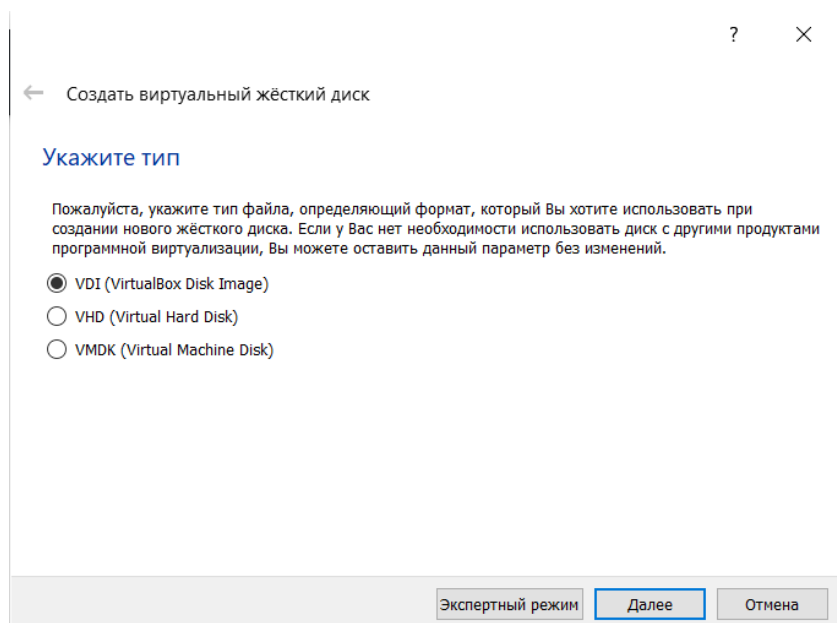 ?
Создать виртуальный жёсткий диск
Укажите тип
Пожалуйста, укажите тип файла, определяющий формат, который Вы хотите использовать при
создании нового жёсткого диска. Если у Вас нет необходимости использовать диск с другими продуктами
программной виртуализации, Вы можете оставить данный параметр без изменений.
VDI (VirtualBox Disk Image)
VHD (Virtual Hard Disk)
VMDK (Virtual Machine Disk)
Экспертный режим Далее Отмена